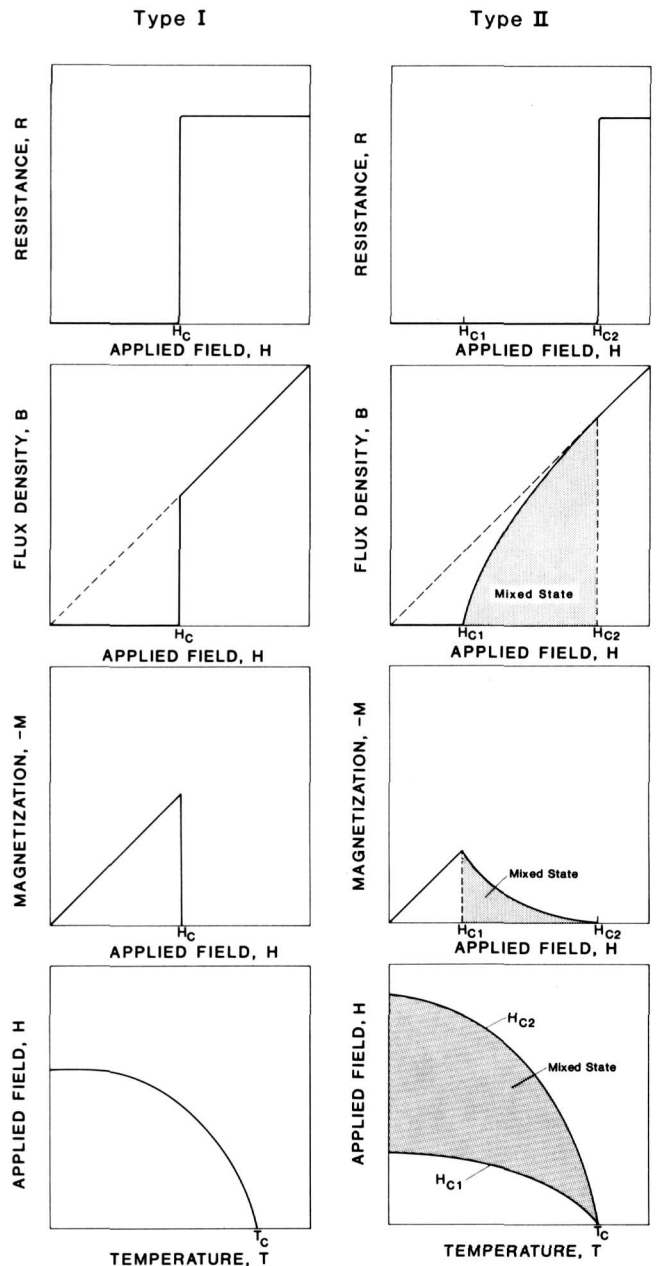 Type I
Type II
RESISTANCE, R
H_C
APPLIED FIELD, H
RESISTANCE, R
H_C1
H_C2
APPLIED FIELD, H
FLUX DENSITY, B
H_C
APPLIED FIELD, H
FLUX DENSITY, B
Mixed State
H_C1
H_C2
APPLIED FIELD, H
MAGNETIZATION, -M
H_C
APPLIED FIELD, H
MAGNETIZATION, -M
Mixed State
H_C1
H_C2
APPLIED FIELD, H
APPLIED FIELD, H
T_C
TEMPERATURE, T
APPLIED FIELD, H
H_C2
Mixed State
H_C1
T_C
TEMPERATURE, T